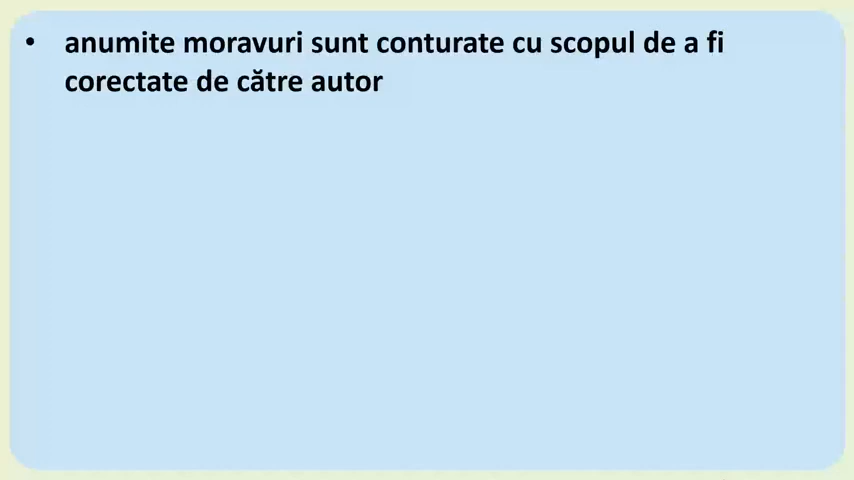 • anumite moravuri sunt conturate cu scopul de a fi
corectate de către autor